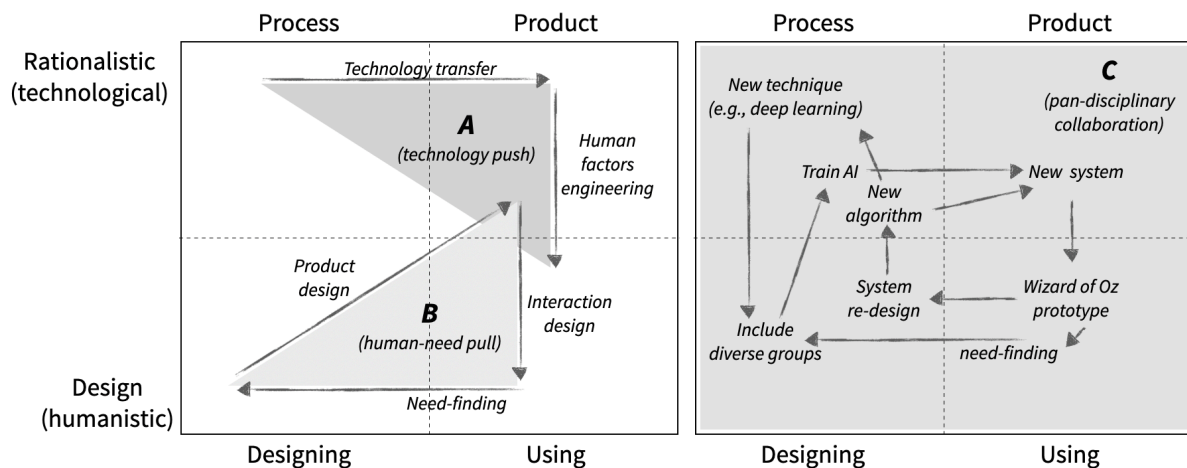 Process
Product
Process
Product
Rationalistic
(technological)
Technology transfer
A
(technology push)
Human
factors
engineering
Product
design
B
(human-need pull)
Interaction
design
Need-finding
Design
(humanistic)
Designing
Using
New technique
(e.g., deep learning)
C
(pan-disciplinary
collaboration)
Train AI
New system
New
algorithm
System
re-design
Wizard of Oz
prototype
Include
diverse groups
need-finding
Designing
Using